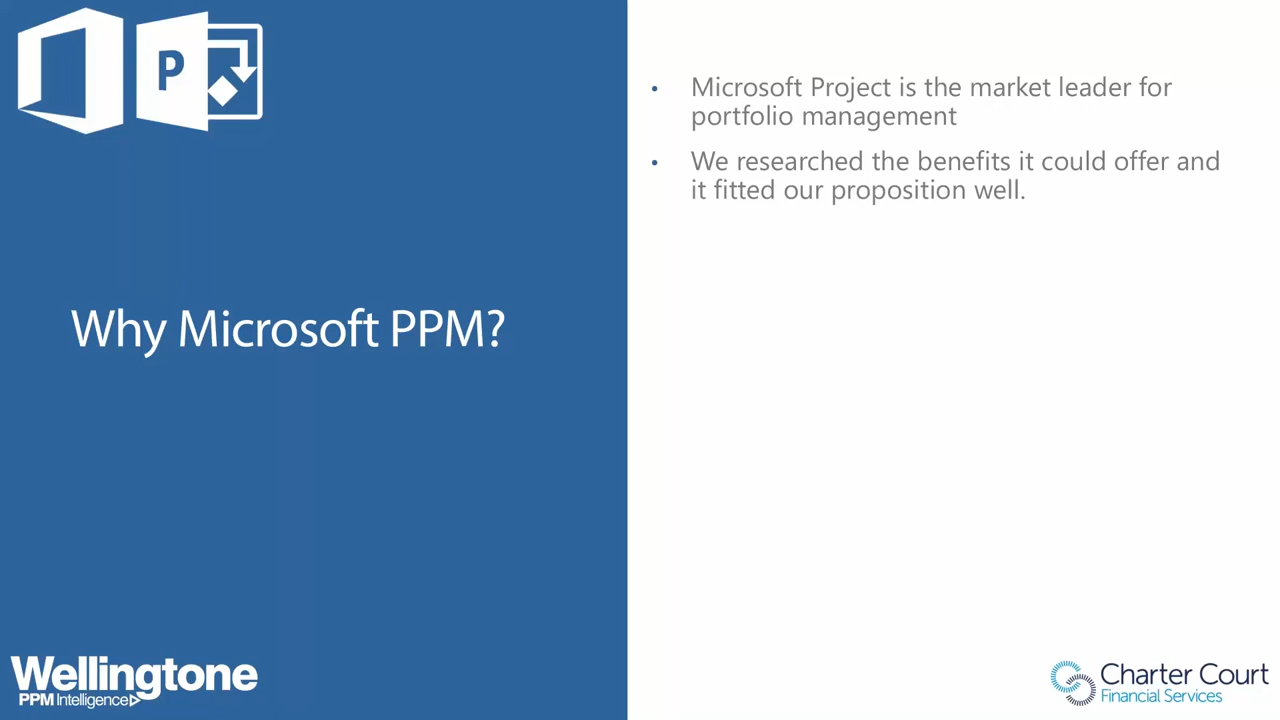 P
Why Microsoft PPM?
Wellingtone
PPM Intelligence
• Microsoft Project is the market leader for
portfolio management
• We researched the benefits it could offer and
it fitted our proposition well.
Charter Court
Financial Services